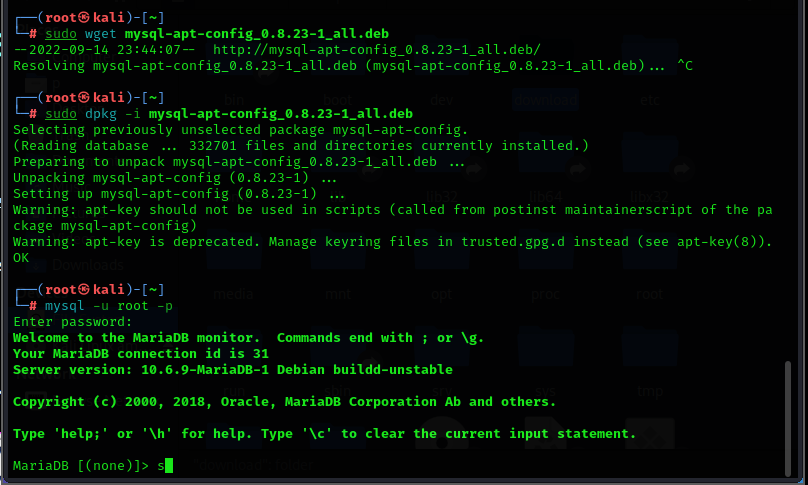 ┌──(root㉿kali)-[~]
└─# sudo wget mysql-apt-config_0.8.23-1_all.deb
--2022-09-14 23:44:07--  http://mysql-apt-config_0.8.23-1_all.deb/
Resolving mysql-apt-config_0.8.23-1_all.deb (mysql-apt-config_0.8.23-1_all.deb)... ^C
┌──(root㉿kali)-[~]
└─# sudo dpkg -i mysql-apt-config_0.8.23-1_all.deb
Selecting previously unselected package mysql-apt-config.
(Reading database ... 332701 files and directories currently installed.)
Preparing to unpack mysql-apt-config_0.8.23-1_all.deb ...
Unpacking mysql-apt-config (0.8.23-1) ...
Setting up mysql-apt-config (0.8.23-1) ...
Warning: apt-key should not be used in scripts (called from postinst maintainerscript of the pa
ckage mysql-apt-config)
Warning: apt-key is deprecated. Manage keyring files in trusted.gpg.d instead (see apt-key(8)).
OK
┌──(root㉿kali)-[~]
└─# mysql -u root -p
Enter password:
Welcome to the MariaDB monitor.  Commands end with ; or \g.
Your MariaDB connection id is 31
Server version: 10.6.9-MariaDB-1 Debian buildd-unstable
Copyright (c) 2000, 2018, Oracle, MariaDB Corporation Ab and others.
Type 'help;' or '\h' for help. Type '\c' to clear the current input statement.
MariaDB [(none)]> s
etc
dev
Downloads
media
mnt
opt
proc
root
tmp